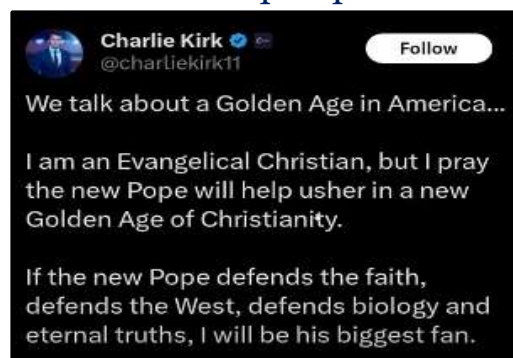 Charlie Kirk
@charliekirk11
Follow
We talk about a Golden Age in America...
I am an Evangelical Christian, but I pray
the new Pope will help usher in a new
Golden Age of Christianity.
If the new Pope defends the faith,
defends the West, defends biology and
eternal truths, I will be his biggest fan.